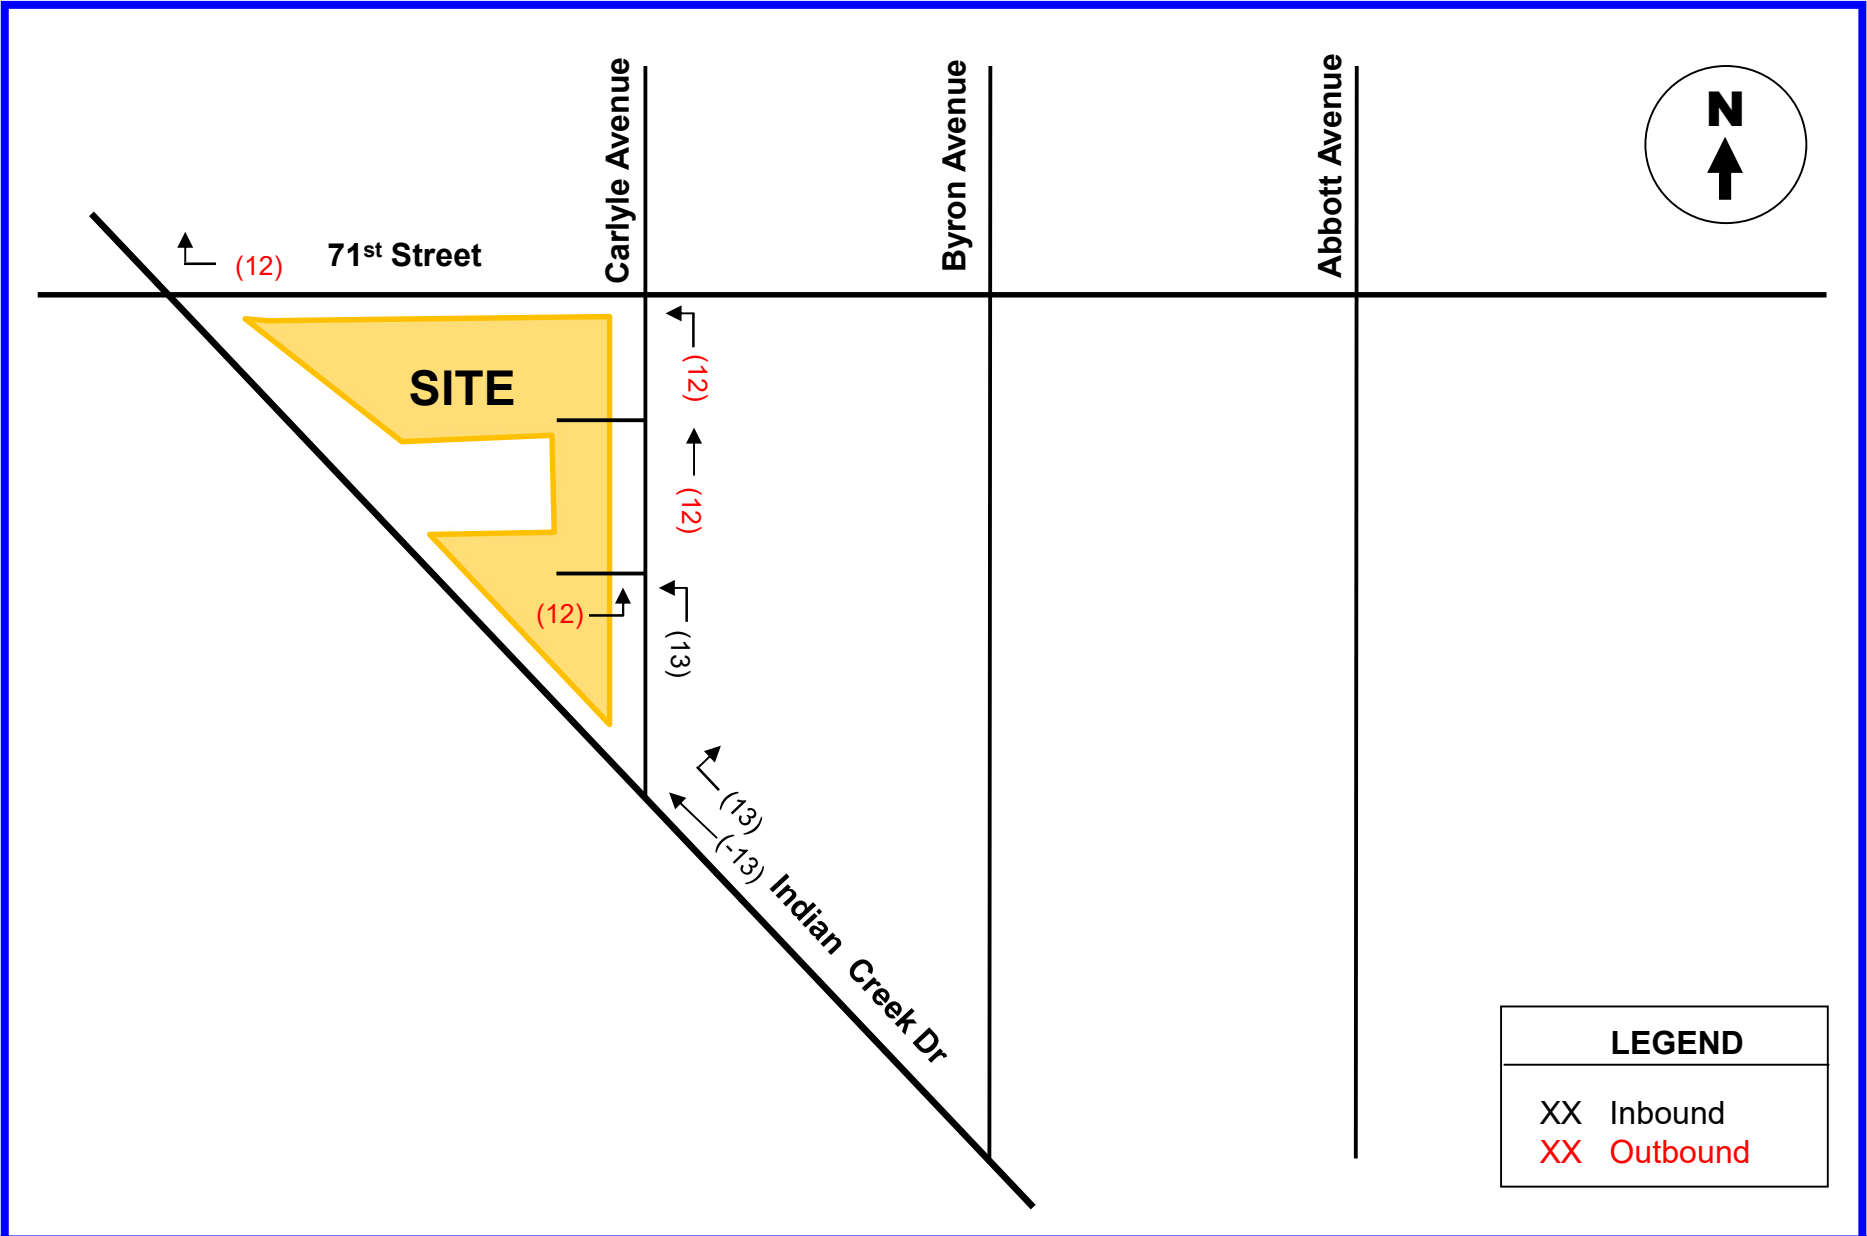 Carlyle Avenue
Byron Avenue
Abbott Avenue
N
(12)
71st Street
(12)
SITE
(12)
(12)
(13)
(13)
(-13)
Indian Creek Dr
LEGEND
XX Inbound
XX Outbound